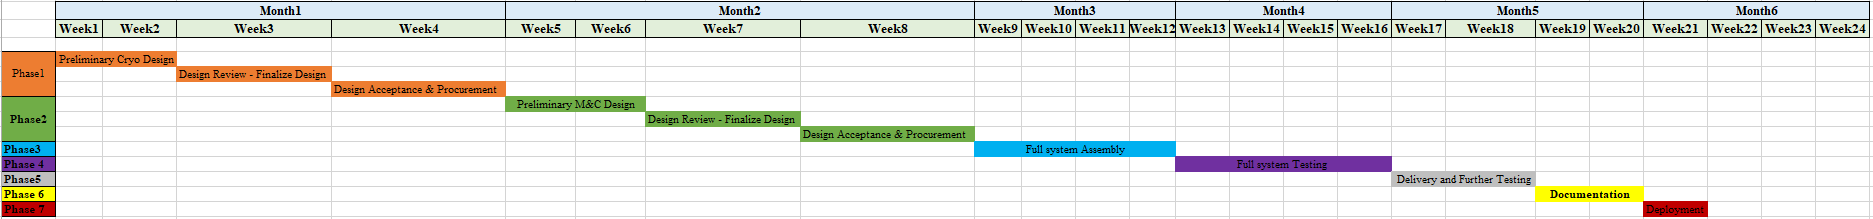 Month1 Month2 Month3 Month4 Month5 Month6
Week1 Week2 Week3 Week4 Week5 Week6 Week7 Week8 Week9 Week10 Week11 Week12 Week13 Week14 Week15 Week16 Week17 Week18 Week19 Week20 Week21 Week22 Week23 Week24
Phase1
Preliminary Cryo Design
Design Review - Finalize Design
Design Acceptance & Procurement
Phase2
Preliminary M&C Design
Design Review - Finalize Design
Design Acceptance & Procurement
Phase3 Full system Assembly
Phase 4 Full system Testing
Phase5 Delivery and Further Testing
Phase 6 Documentation
Phase 7 Deployment